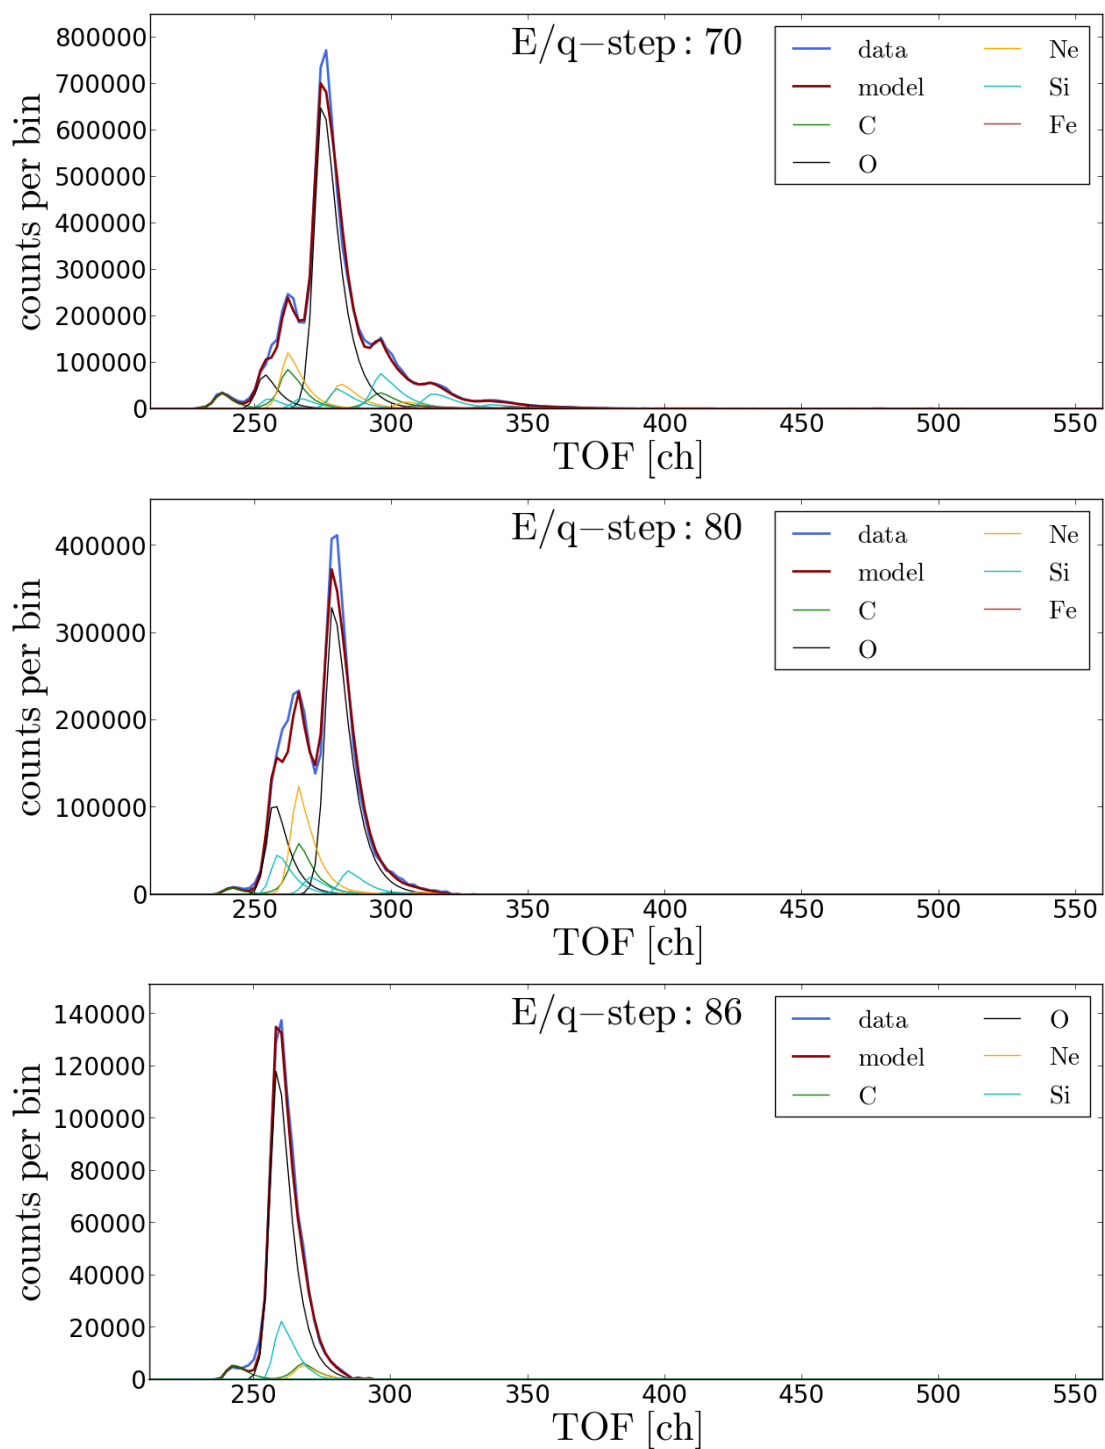 E/q−step: 70
data
model
C
O
Ne
Si
Fe
counts per bin
800000
700000
600000
500000
400000
300000
200000
100000
0
250 300 350 400 450 500 550
TOF [ch]
E/q−step: 80
data
model
C
O
Ne
Si
Fe
counts per bin
400000
300000
200000
100000
0
250 300 350 400 450 500 550
TOF [ch]
E/q−step: 86
data
model
C
O
Ne
Si
counts per bin
140000
120000
100000
80000
60000
40000
20000
0
250 300 350 400 450 500 550
TOF [ch]